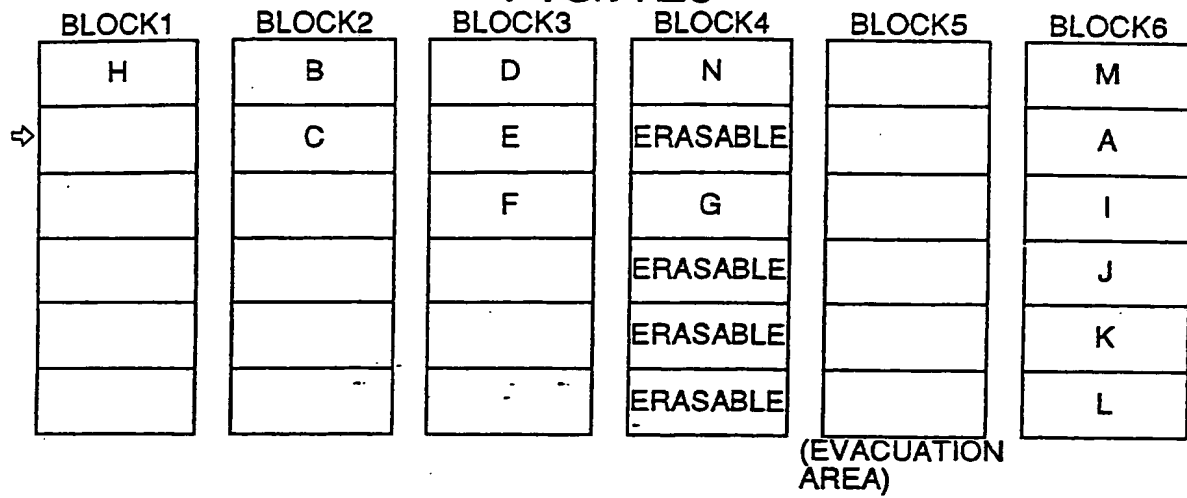 BLOCK1 BLOCK2 BLOCK3 BLOCK4 BLOCK5 BLOCK6
H B D N M
C E ERASABLE A
F G I
ERASABLE J
ERASABLE K
ERASABLE L
(EVACUATION
AREA)